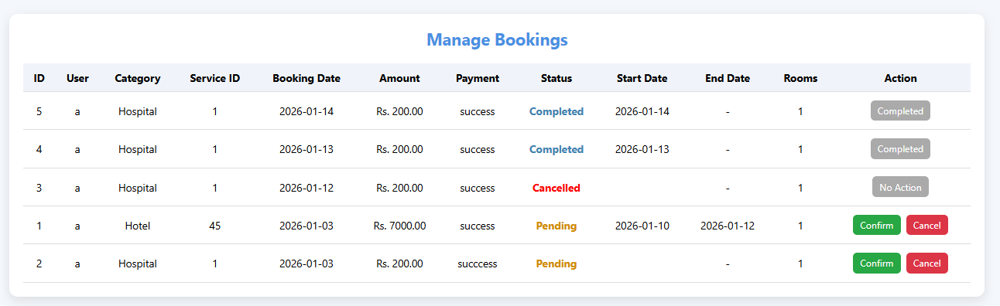 Manage Bookings
ID User Category Service ID Booking Date Amount Payment Status Start Date End Date Rooms Action
5 a Hospital 1 2026-01-14 Rs. 200.00 success Completed 2026-01-14 - 1 Completed
4 a Hospital 1 2026-01-13 Rs. 200.00 success Completed 2026-01-13 - 1 Completed
3 a Hospital 1 2026-01-12 Rs. 200.00 success Cancelled - 1 No Action
1 a Hotel 45 2026-01-03 Rs. 7000.00 success Pending 2026-01-10 2026-01-12 1 Confirm Cancel
2 a Hospital 1 2026-01-03 Rs. 200.00 succcess Pending - 1 Confirm Cancel